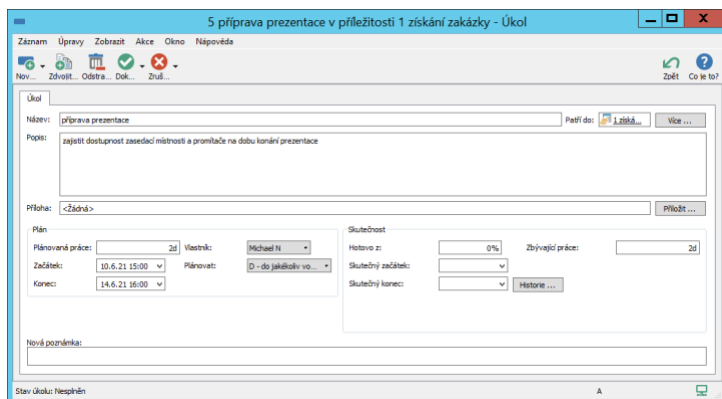 5 příprava prezentace v příležitosti 1 získání zakázky - Úkol
Záznam Úpravy Zobrazit Akce Okno Nápověda
Nov... Zdvojit... Odstra... Dok... Zruš... Zpět Co je to?
Úkol
Název: příprava prezentace Patří do: 1 získá... Více ...
Popis: zajistit dostupnost zasedací místnosti a promítače na dobu konání prezentace
Příloha: <Žádná> Přiložit ...
Plán Skutečnost
Plánovaná práce: 2d Vlastník: Michael N Hotovo z: 0% Zbývající práce: 2d
Začátek: 10.6.21 15:00 Plánovat: D - do jakékoliv vo... Skutečný začátek:
Konec: 14.6.21 16:00 Skutečný konec: Historie ...
Nová poznámka:
Stav úkolu: Nesplněn A